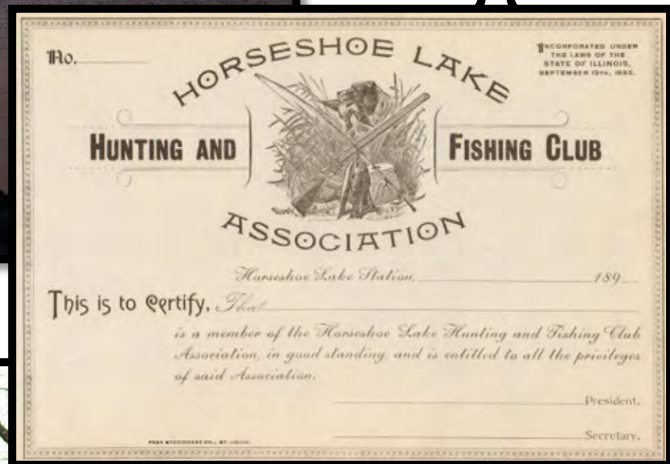 No.
HORSESHOE LAKE
INCORPORATED UNDER
THE LAWS OF THE
STATE OF ILLINOIS,
SEPTEMBER 15TH,
HUNTING AND FISHING CLUB
ASSOCIATION
Horseshoe Lake Station, 189
This is to Certify, That
is a member of the Horseshoe Lake Hunting and Fishing Club
Association, in good standing, and is entitled to all the privileges
of said Association.
President.
Secretary.